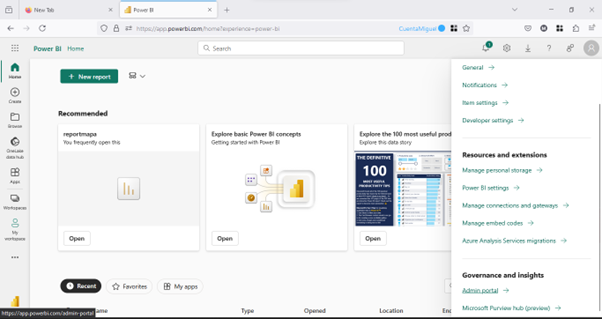 New Tab
Power BI
https://app.powerbi.com/home?experience=power-bi
CuentaMiguel
Power BI Home
Search
1
Home
Create
Browse
OneLake
data hub
Apps
Workspaces
My
workspace
+ New report
Recommended
reportmapa
You frequently open this
Open
Explore basic Power BI concepts
Getting started with Power BI
Open
Explore the 100 most useful prod
Explore this data story
THE DEFINITIVE
100
MOST USEFUL
PRODUCTIVITY TIPS
Open
Recent
Favorites
My apps
Type
Opened
Location
General
Notifications
Item settings
Developer settings
Resources and extensions
Manage personal storage
Power BI settings
Manage connections and gateways
Manage embed codes
Azure Analysis Services migrations
Governance and insights
Admin portal
Microsoft Purview hub (preview)
https://app.powerbi.com/admin-portal